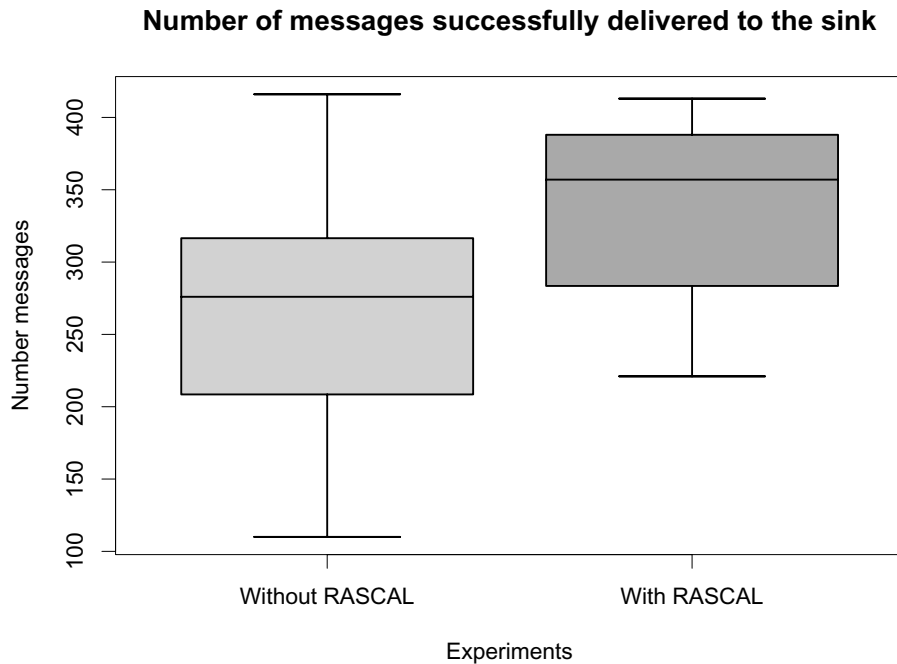 Number of messages successfully delivered to the sink
Number messages
400
350
300
250
200
150
100
Without RASCAL
With RASCAL
Experiments